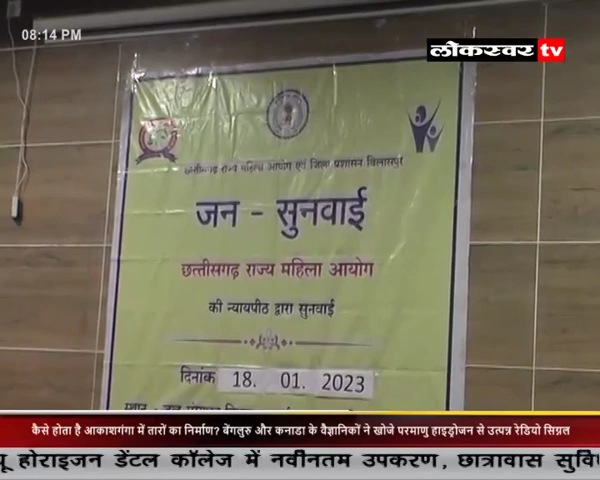 08:14 PM
लोकस्वर tv
छत्तीसगढ़ राज्य महिला आयोग एवं जिला प्रशासन बिलासपुर
जन - सुनवाई
छत्तीसगढ़ राज्य महिला आयोग
की न्यायपीठ द्वारा सुनवाई
दिनांक 18. 01. 2023
स्थान -
कैसे होता है आकाशगंगा में तारों का निर्माण? बेंगलुरु और कनाडा के वैज्ञानिकों ने खोजे परमाणु हाइड्रोजन से उत्पन्न रेडियो सिग्नल
यू होराइजन डेंटल कॉलेज में नवीनतम उपकरण, छात्रावास सुवि